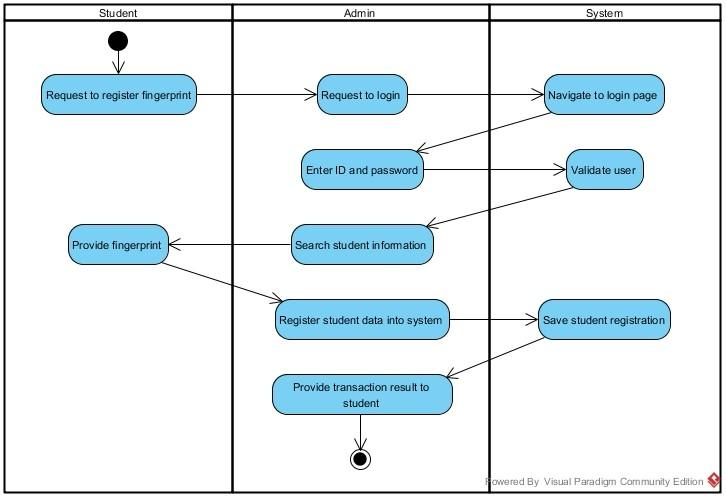 Student Admin System
Request to register fingerprint Request to login Navigate to login page
Enter ID and password Validate user
Provide fingerprint Search student information
Register student data into system Save student registration
Provide transaction result to
student
Powered By Visual Paradigm Community Edition